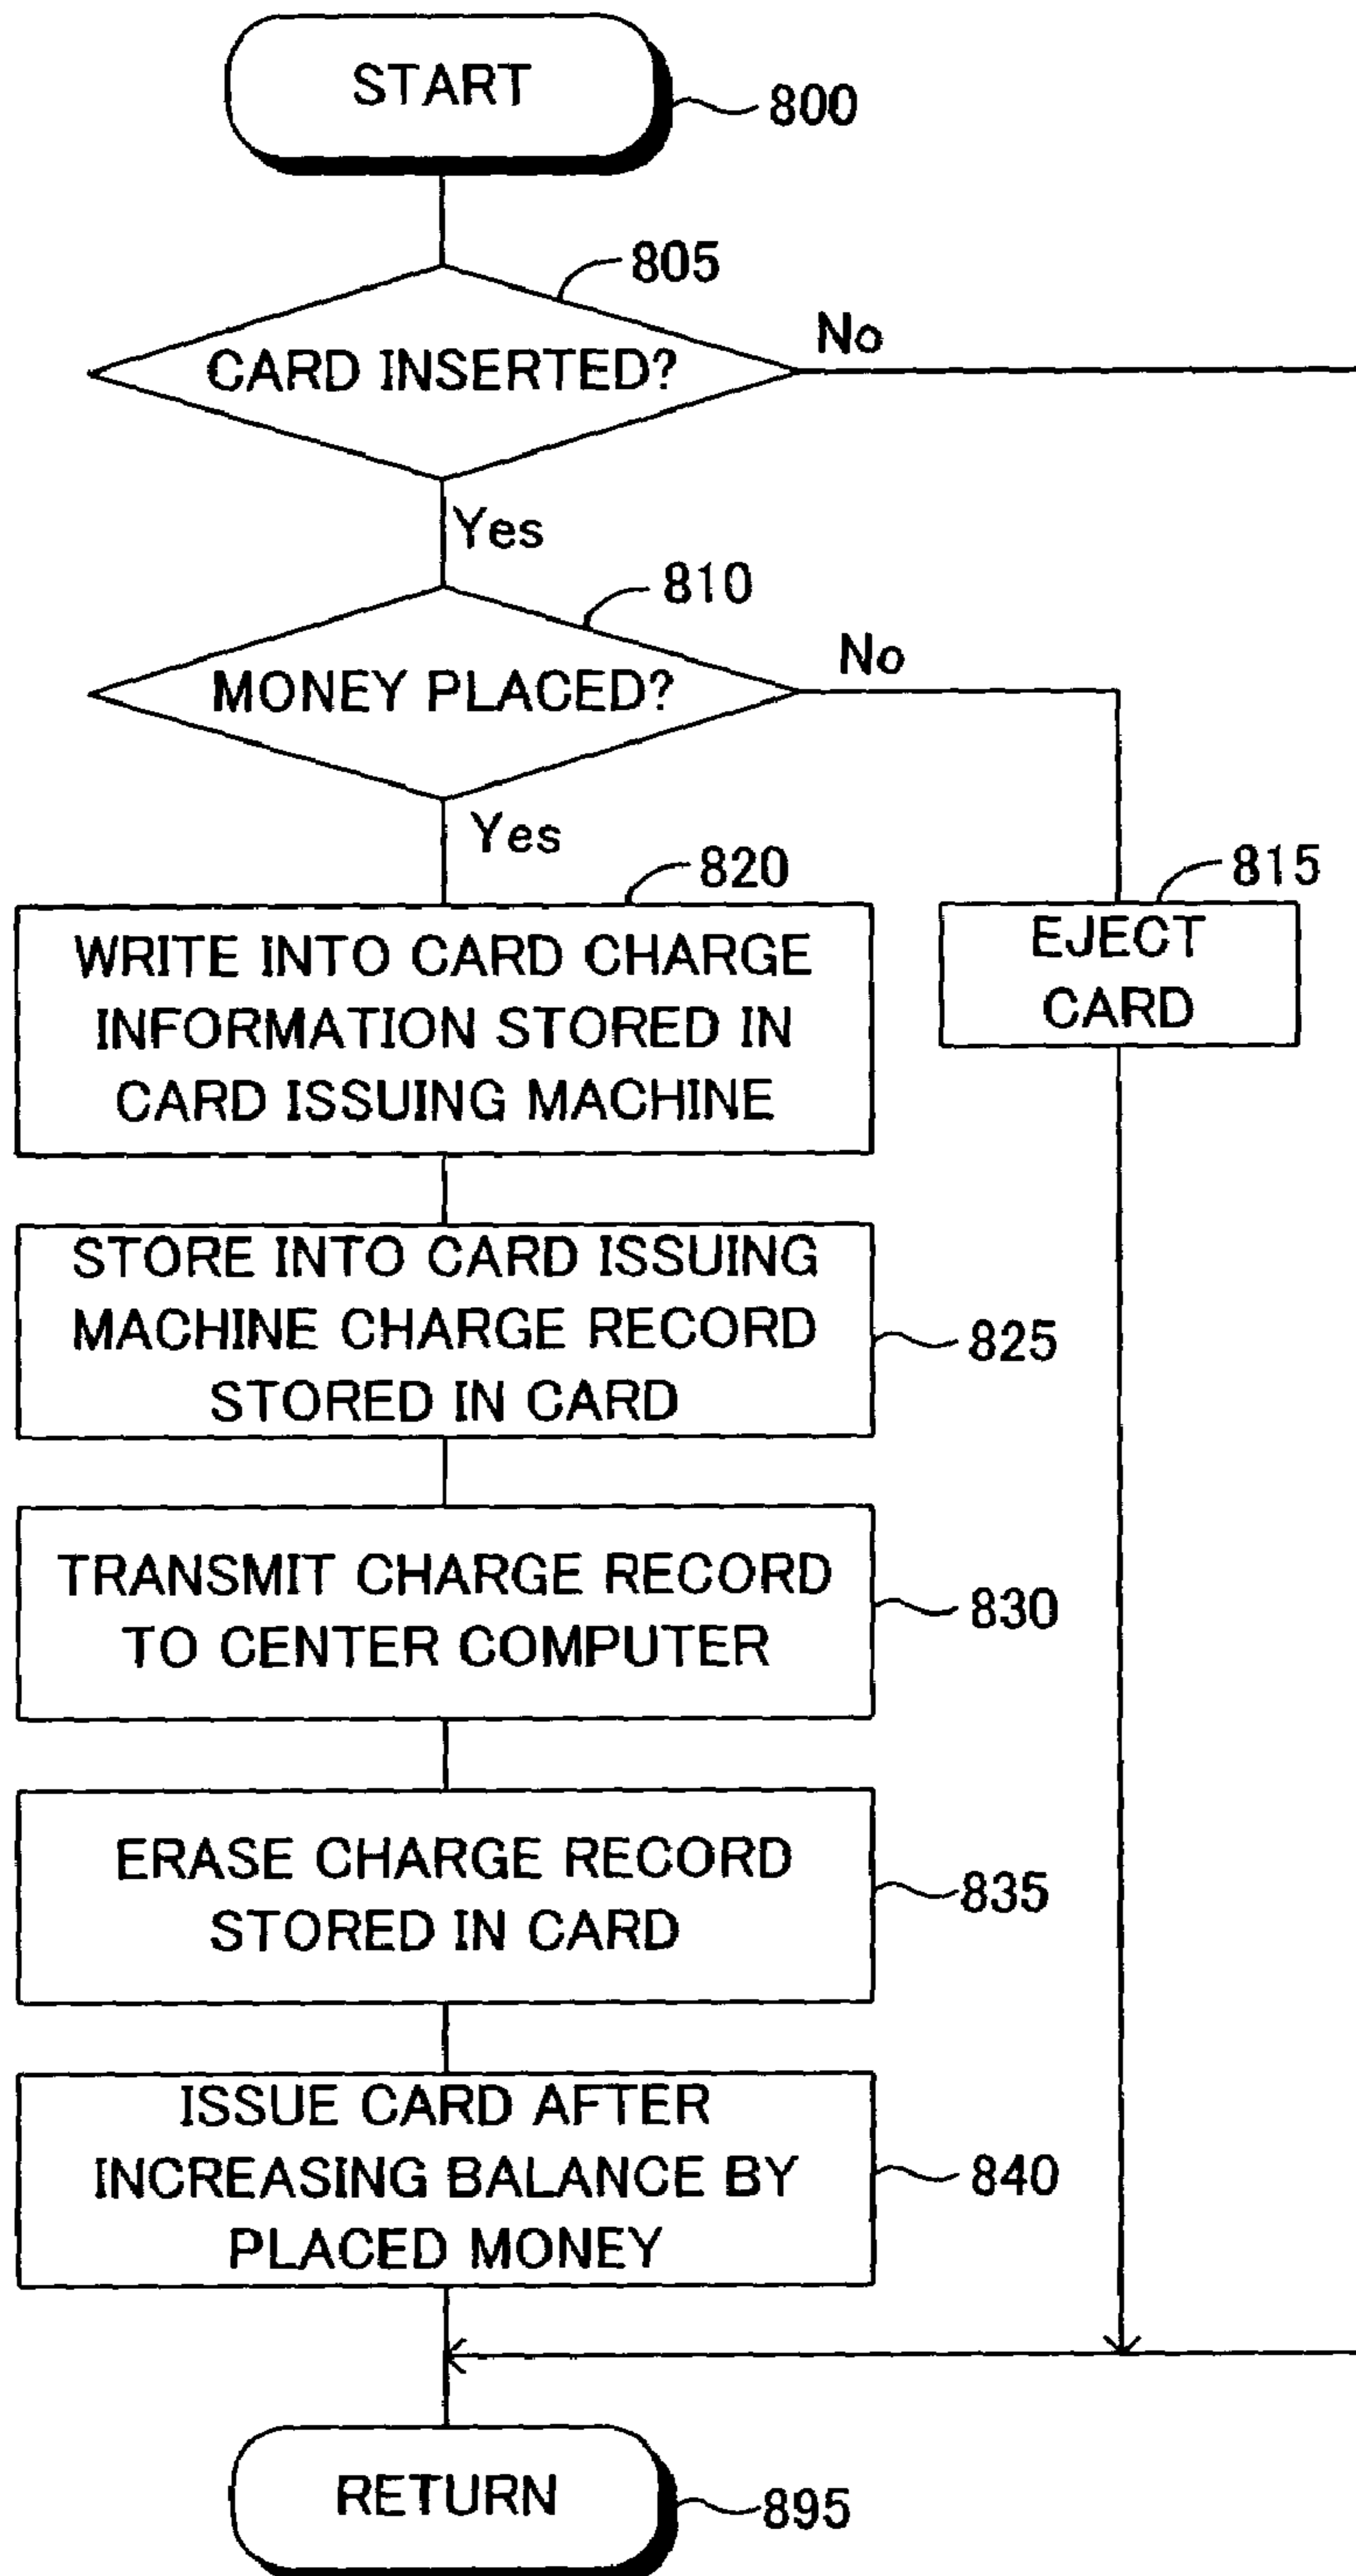 START
800
805
CARD INSERTED?
No
Yes
810
MONEY PLACED?
No
Yes
820
WRITE INTO CARD CHARGE
INFORMATION STORED IN
CARD ISSUING MACHINE
815
EJECT
CARD
STORE INTO CARD ISSUING
MACHINE CHARGE RECORD
STORED IN CARD
825
TRANSMIT CHARGE RECORD
TO CENTER COMPUTER
830
ERASE CHARGE RECORD
STORED IN CARD
835
ISSUE CARD AFTER
INCREASING BALANCE BY
PLACED MONEY
840
RETURN
895